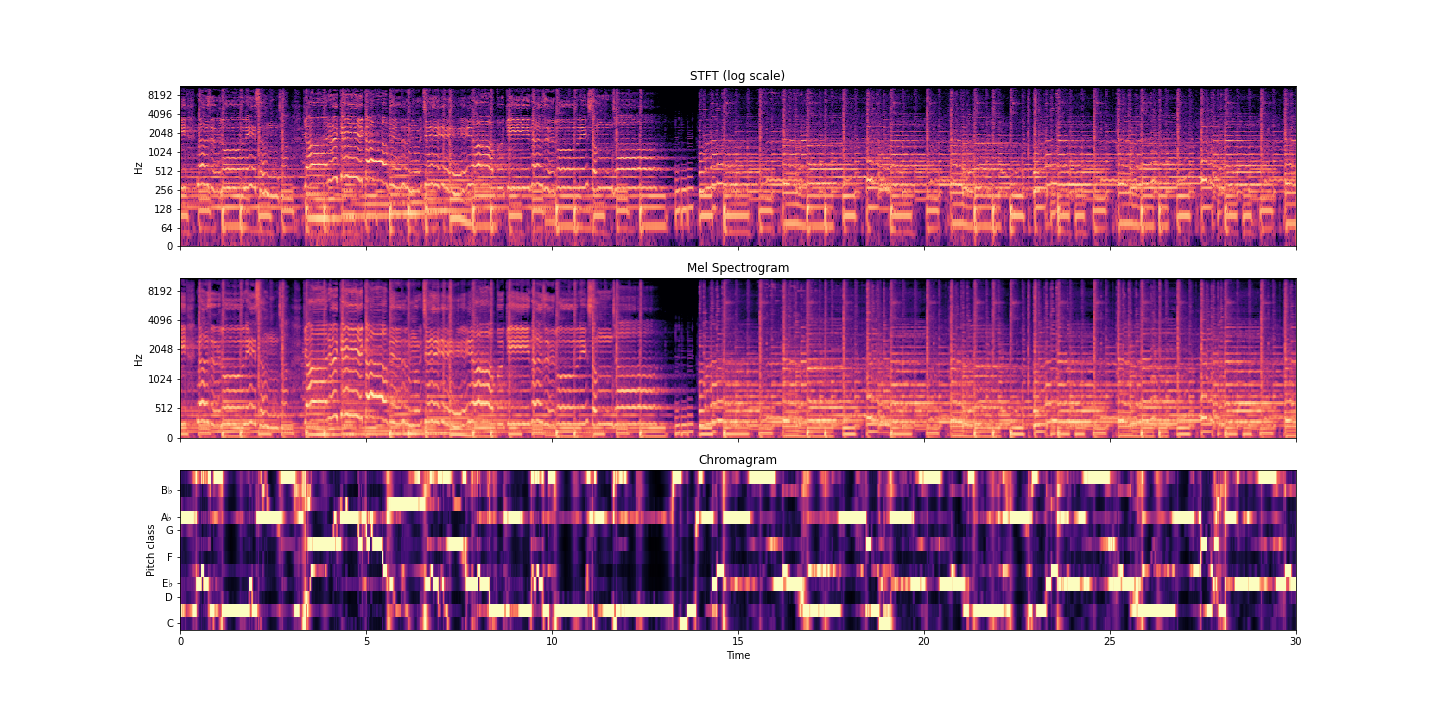 STFT (log scale)
8192
4096
2048
1024
512
256
128
64
0
Hz
Mel Spectrogram
8192
4096
2048
1024
512
0
Hz
Chromagram
B♭
A♭
G
F
E♭
D
C
Pitch class
0 5 10 15 20 25 30
Time